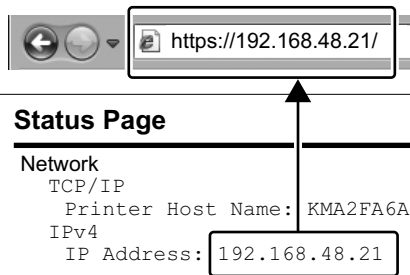 https://192.168.48.21/
Status Page
Network
TCP/IP
Printer Host Name: KMA2FA6A
IPv4
IP Address: 192.168.48.21